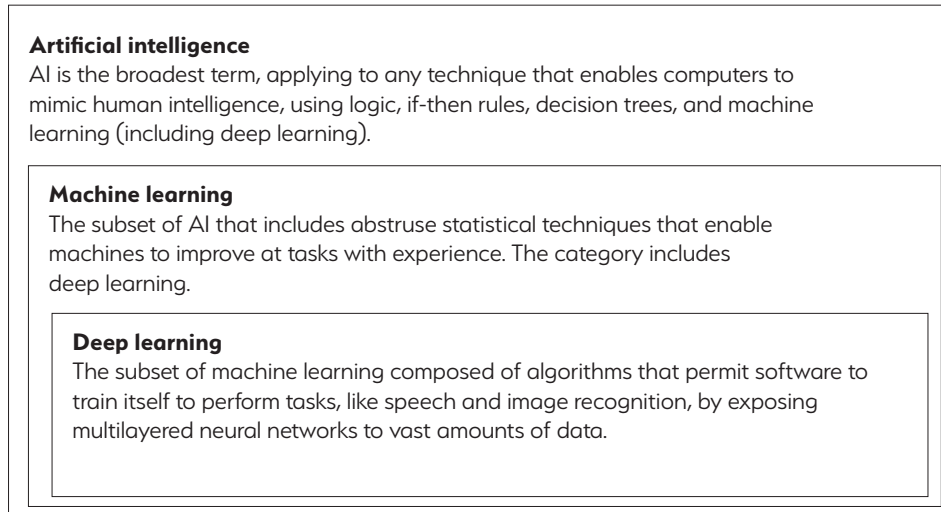 Artificial intelligence
AI is the broadest term, applying to any technique that enables computers to
mimic human intelligence, using logic, if-then rules, decision trees, and machine
learning (including deep learning).
Machine learning
The subset of AI that includes abstruse statistical techniques that enable
machines to improve at tasks with experience. The category includes
deep learning.
Deep learning
The subset of machine learning composed of algorithms that permit software to
train itself to perform tasks, like speech and image recognition, by exposing
multilayered neural networks to vast amounts of data.